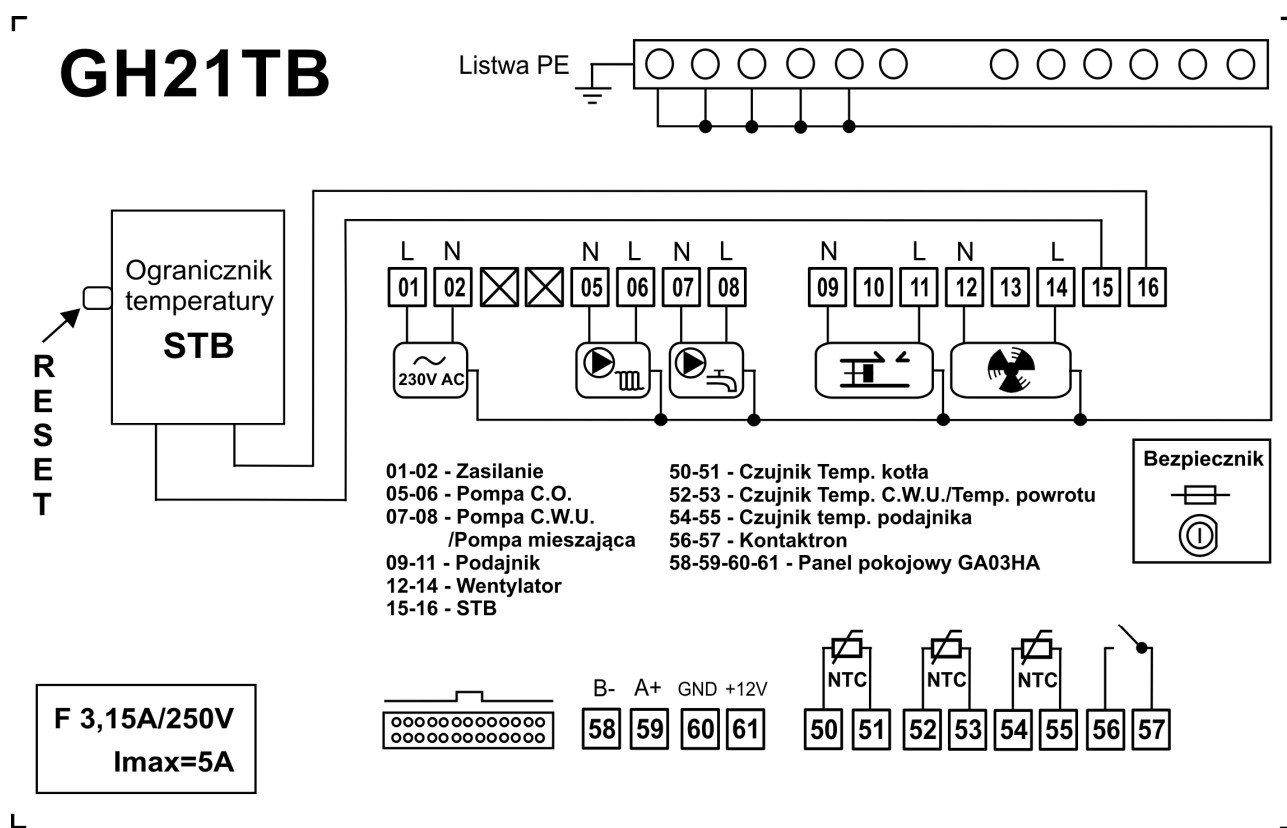 GH21TB
Listwa PE
Ogranicznik
temperatury
STB
RESET
L N N L N L N L N L
01 02 05 06 07 08 09 10 11 12 13 14 15 16
230V AC
01-02 - Zasilanie
05-06 - Pompa C.O.
07-08 - Pompa C.W.U.
/Pompa mieszająca
09-11 - Podajnik
12-14 - Wentylator
15-16 - STB
50-51 - Czujnik Temp. kotła
52-53 - Czujnik Temp. C.W.U./Temp. powrotu
54-55 - Czujnik temp. podajnika
56-57 - Kontaktron
58-59-60-61 - Panel pokojowy GA03HA
Bezpiecznik
F 3,15A/250V
Imax=5A
B- A+ GND +12V
58 59 60 61
NTC NTC NTC
50 51 52 53 54 55 56 57